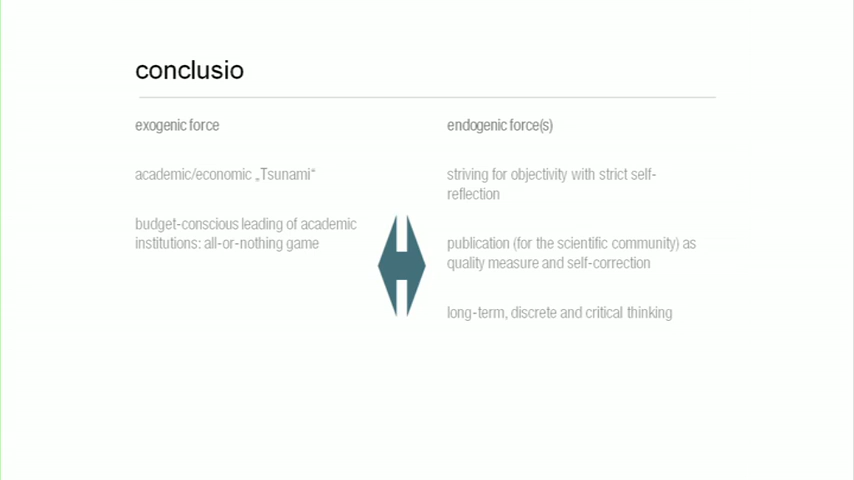 conclusio
exogenic force
academic/economic „Tsunami“
budget-conscious leading of academic
institutions: all-or-nothing game
endogenic force(s)
striving for objectivity with strict self-
reflection
publication (for the scientific community) as
quality measure and self-correction
long-term, discrete and critical thinking